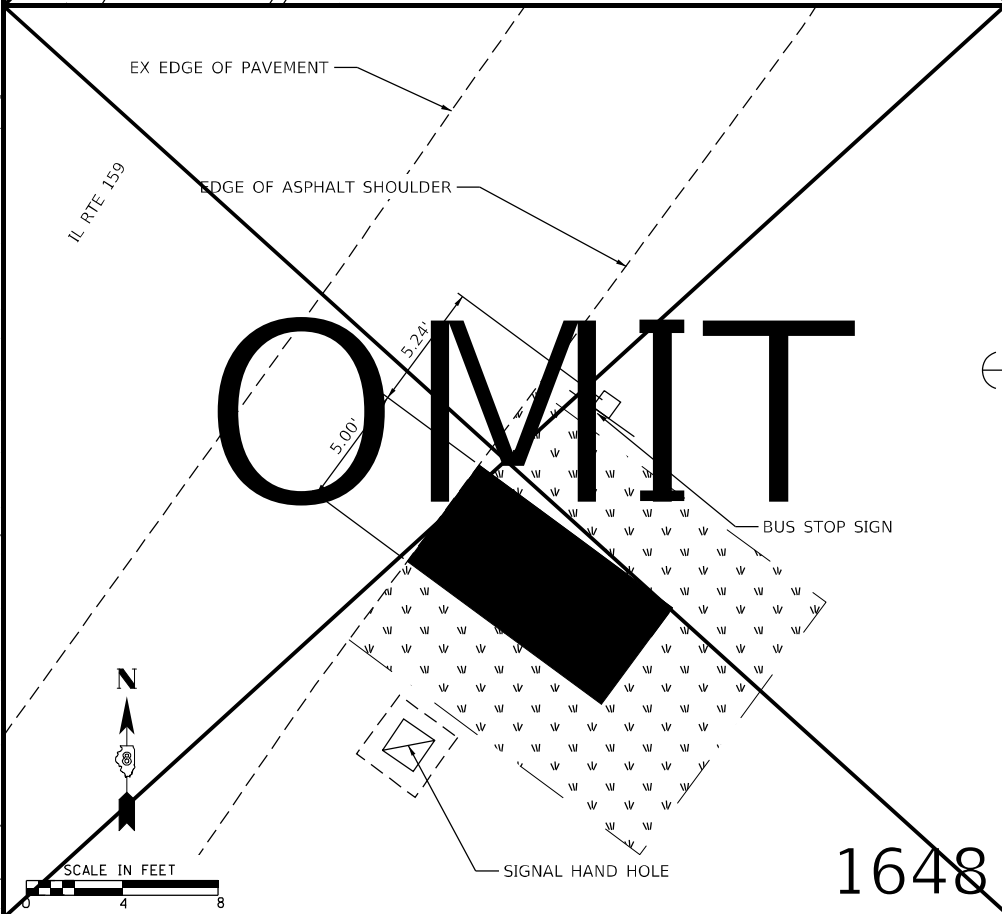 EX EDGE OF PAVEMENT
IL RTE 159
EDGE OF ASPHALT SHOULDER
5.24'
OMIT
5.00'
BUS STOP SIGN
N
8
SIGNAL HAND HOLE
SCALE IN FEET
0 4 8
1648